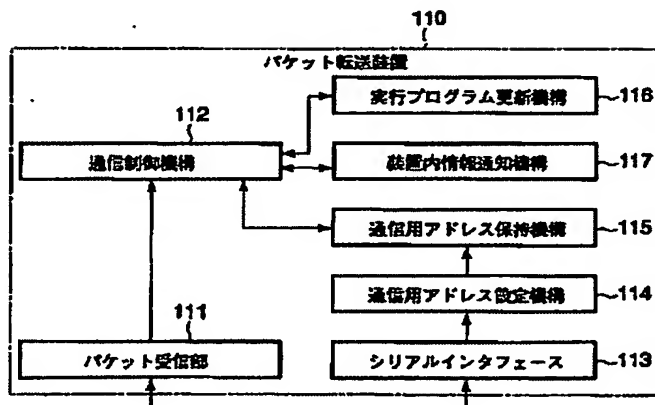 110
パケット転送装置
実行プログラム更新機構
116
112
通信制御機構
装置内情報通知機構
117
通信用アドレス保持機構
115
通信用アドレス設定機構
114
111
パケット受信部
シリアルインタフェース
113